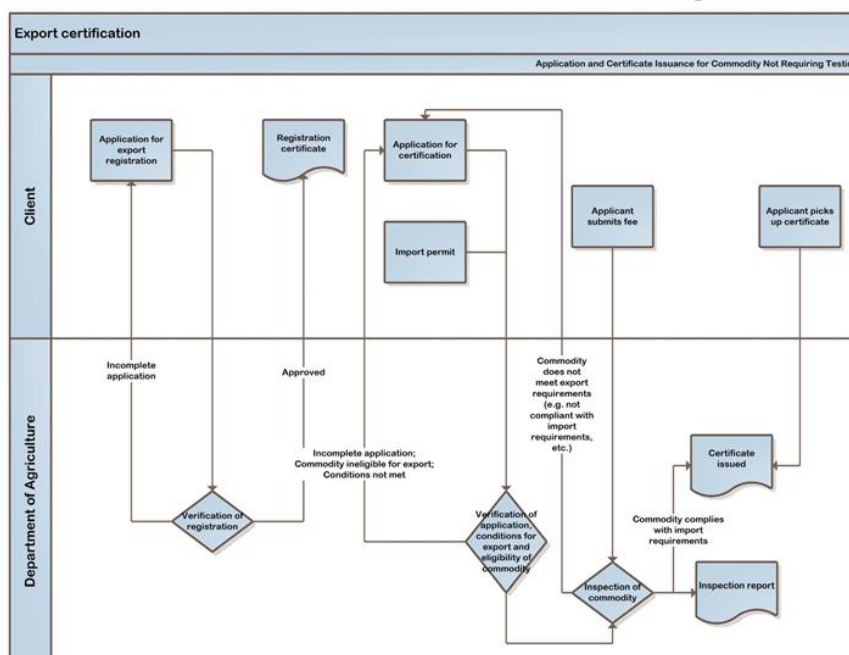 Export certification
Application and Certificate Issuance for Commodity Not Requiring
Client
Application for
export
registration
Registration
certificate
Application for
certification
Import permit
Applicant
submits fee
Applicant picks
up certificate
Department of Agriculture
Incomplete
application
Approved
Incomplete application;
Commodity ineligible for export;
Conditions not met
Commodity
does not
meet export
requirements
(e.g. not
compliant with
import
requirements,
etc.)
Verification of
registration
Verification of
application,
conditions for
export and
eligibility of
commodity
Inspection of
commodity
Certificate
issued
Commodity complies
with import
requirements
Inspection report